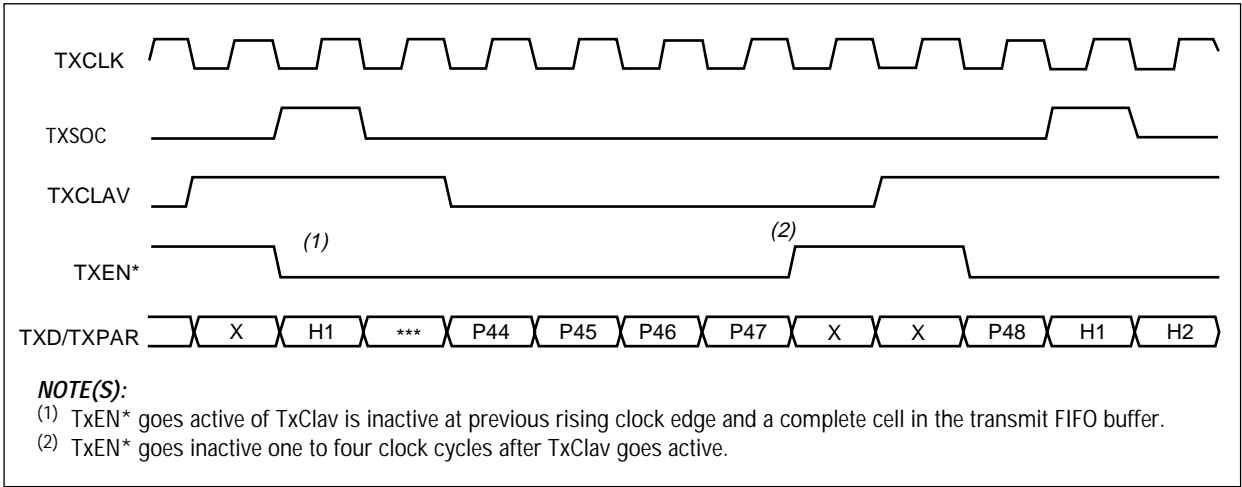 TXCLK
TXSOC
TXCLAV
(1)
(2)
TXEN*
TXD/TXPAR X H1 *** P44 P45 P46 P47 X X P48 H1 H2
NOTE(S):
(1) TxEN* goes active of TxClav is inactive at previous rising clock edge and a complete cell in the transmit FIFO buffer.
(2) TxEN* goes inactive one to four clock cycles after TxClav goes active.